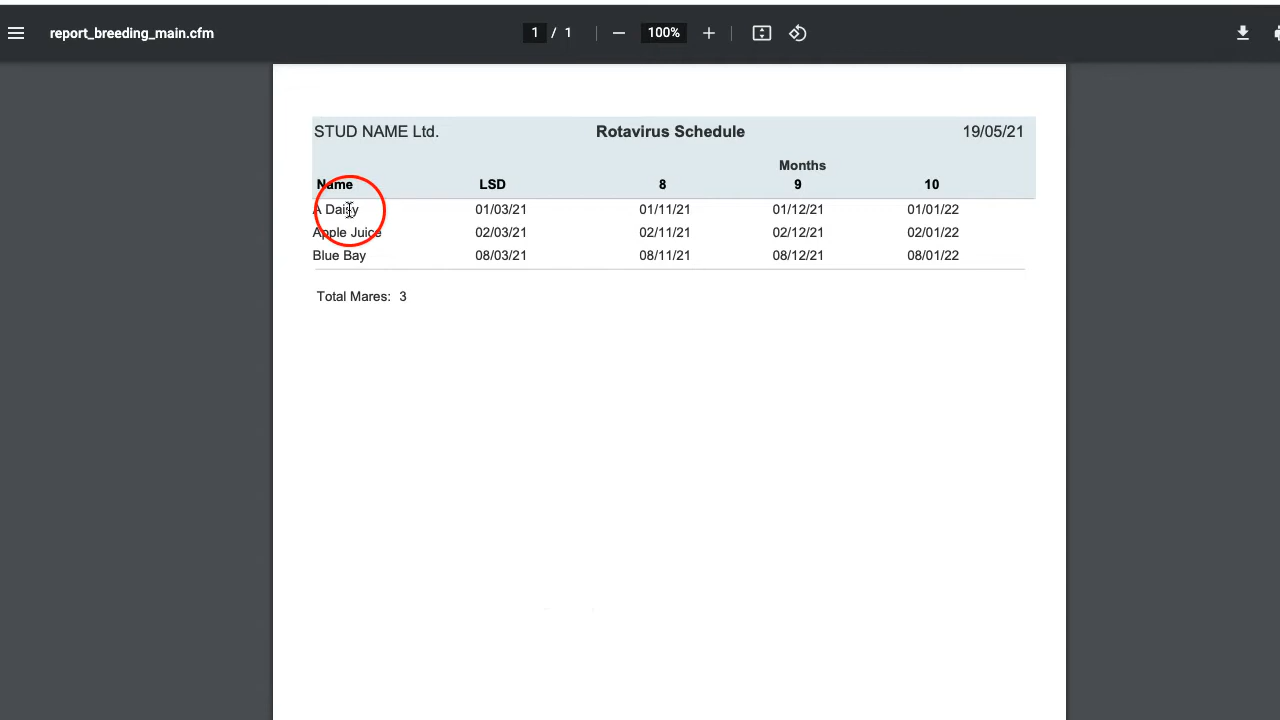 report_breeding_main.cfm 1 / 1 100%
STUD NAME Ltd. Rotavirus Schedule 19/05/21
Months
Name LSD 8 9 10
A Daisy 01/03/21 01/11/21 01/12/21 01/01/22
Apple Juice 02/03/21 02/11/21 02/12/21 02/01/22
Blue Bay 08/03/21 08/11/21 08/12/21 08/01/22
Total Mares: 3